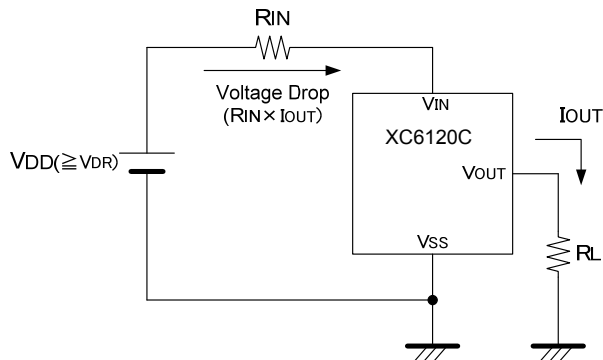 RIN
Voltage Drop
(RIN×IOUT)
VIN
XC6120C
IOUT
VDD(≧VDR)
VOUT
VSS
RL